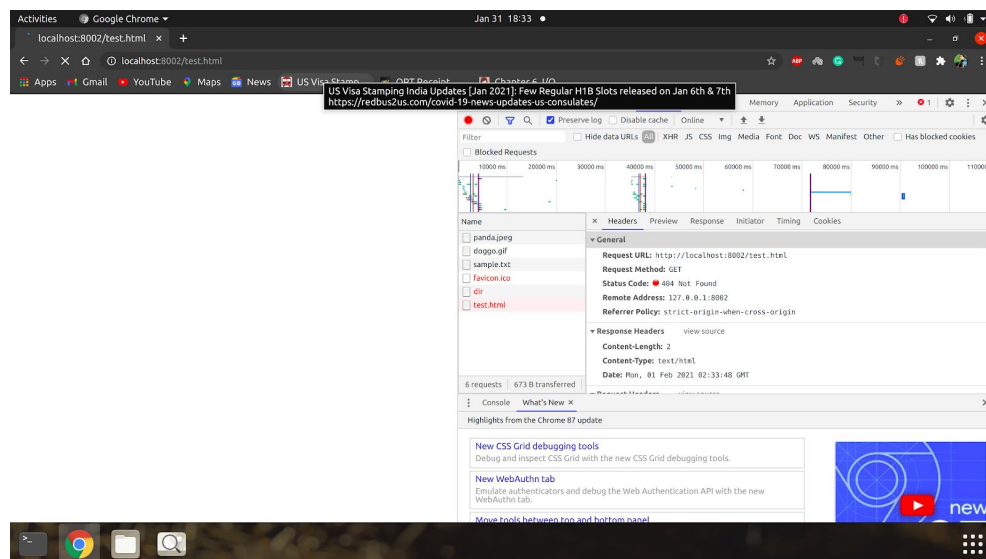 Activities Google Chrome Jan 31 18:33
localhost:8002/test.html × +
localhost:8002/test.html ABP
Apps Gmail YouTube Maps News US Visa Stamp OPT Receipt Chapter 6. I/O
US Visa Stamping India Updates [Jan 2021]: Few Regular H1B Slots released on Jan 6th & 7th
https://redbus2us.com/covid-19-news-updates-us-consulates/
Memory Application Security » 1
Preserve log Disable cache Online
Filter Hide data URLs All XHR JS CSS Img Media Font Doc WS Manifest Other Has blocked cookies
Blocked Requests
10000 ms 20000 ms 30000 ms 40000 ms 50000 ms 60000 ms 70000 ms 80000 ms 90000 ms 100000 ms 11000
Name × Headers Preview Response Initiator Timing Cookies
panda.jpeg
doggo.gif
sample.txt
favicon.ico
dir
test.html
General
Request URL: http://localhost:8002/test.html
Request Method: GET
Status Code: 404 Not Found
Remote Address: 127.0.0.1:8002
Referrer Policy: strict-origin-when-cross-origin
Response Headers view source
Content-Length: 2
Content-Type: text/html
Date: Mon, 01 Feb 2021 02:33:48 GMT
6 requests 673 B transferred
Console What's New ×
Highlights from the Chrome 87 update
New CSS Grid debugging tools
Debug and inspect CSS Grid with the new CSS Grid debugging tools.
New WebAuthn tab
Emulate authenticators and debug the Web Authentication API with the new
WebAuthn tab.
Move tools between top and bottom panel
new